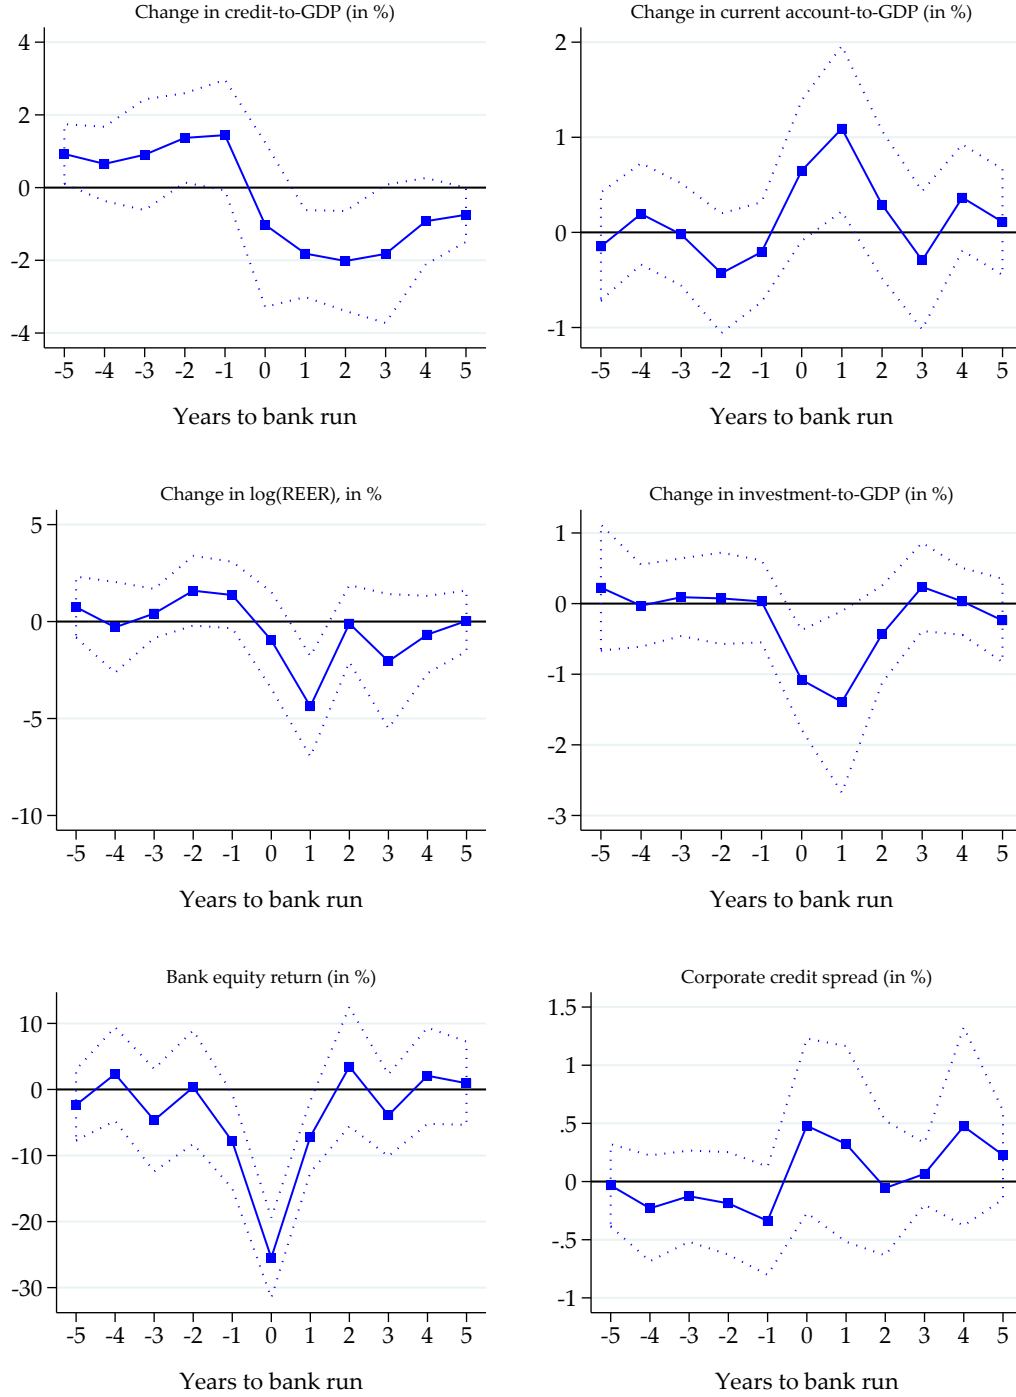 Change in credit-to-GDP (in %)
4
2
0
-2
-4
-5 -4 -3 -2 -1 0 1 2 3 4 5
Years to bank run
Change in current account-to-GDP (in %)
2
1
0
-1
-5 -4 -3 -2 -1 0 1 2 3 4 5
Years to bank run
Change in log(REER), in %
5
0
-5
-10
-5 -4 -3 -2 -1 0 1 2 3 4 5
Years to bank run
Change in investment-to-GDP (in %)
1
0
-1
-2
-3
-5 -4 -3 -2 -1 0 1 2 3 4 5
Years to bank run
Bank equity return (in %)
10
0
-10
-20
-30
-5 -4 -3 -2 -1 0 1 2 3 4 5
Years to bank run
Corporate credit spread (in %)
1.5
1
.5
0
-.5
-1
-5 -4 -3 -2 -1 0 1 2 3 4 5
Years to bank run